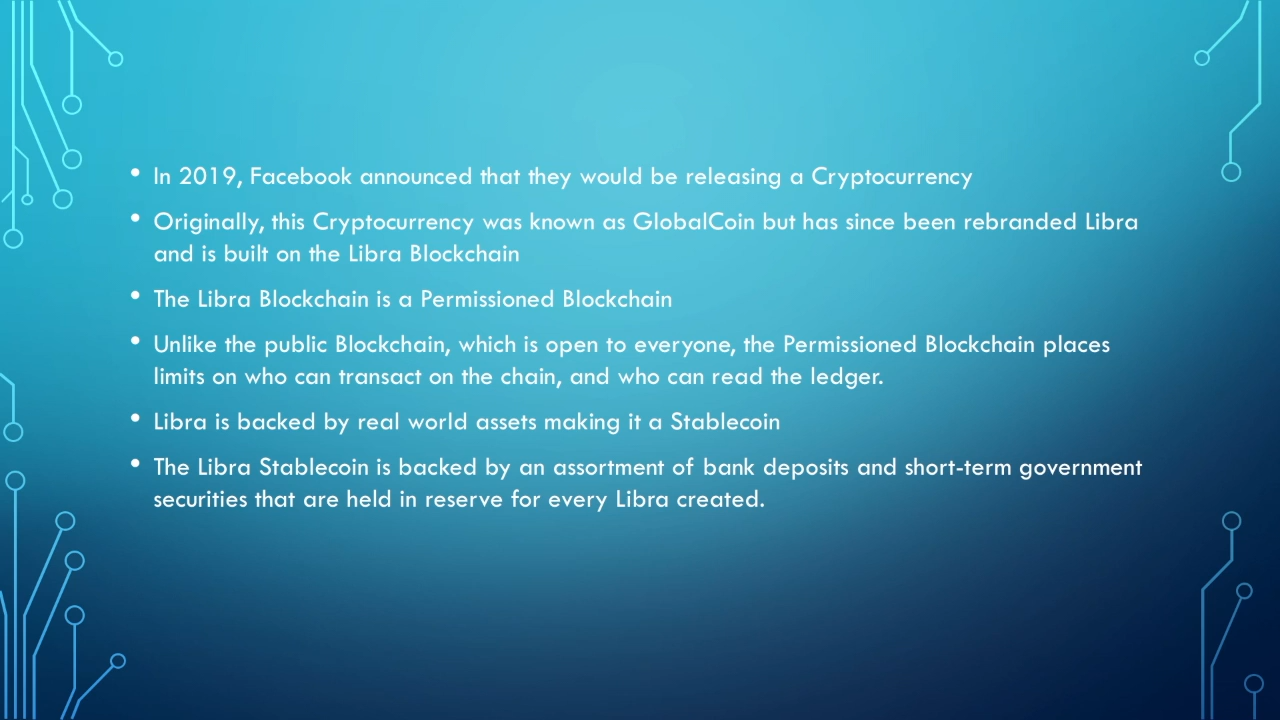 • In 2019, Facebook announced that they would be releasing a Cryptocurrency
• Originally, this Cryptocurrency was known as GlobalCoin but has since been rebranded Libra
and is built on the Libra Blockchain
• The Libra Blockchain is a Permissioned Blockchain
• Unlike the public Blockchain, which is open to everyone, the Permissioned Blockchain places
limits on who can transact on the chain, and who can read the ledger.
• Libra is backed by real world assets making it a Stablecoin
• The Libra Stablecoin is backed by an assortment of bank deposits and short-term government
securities that are held in reserve for every Libra created.